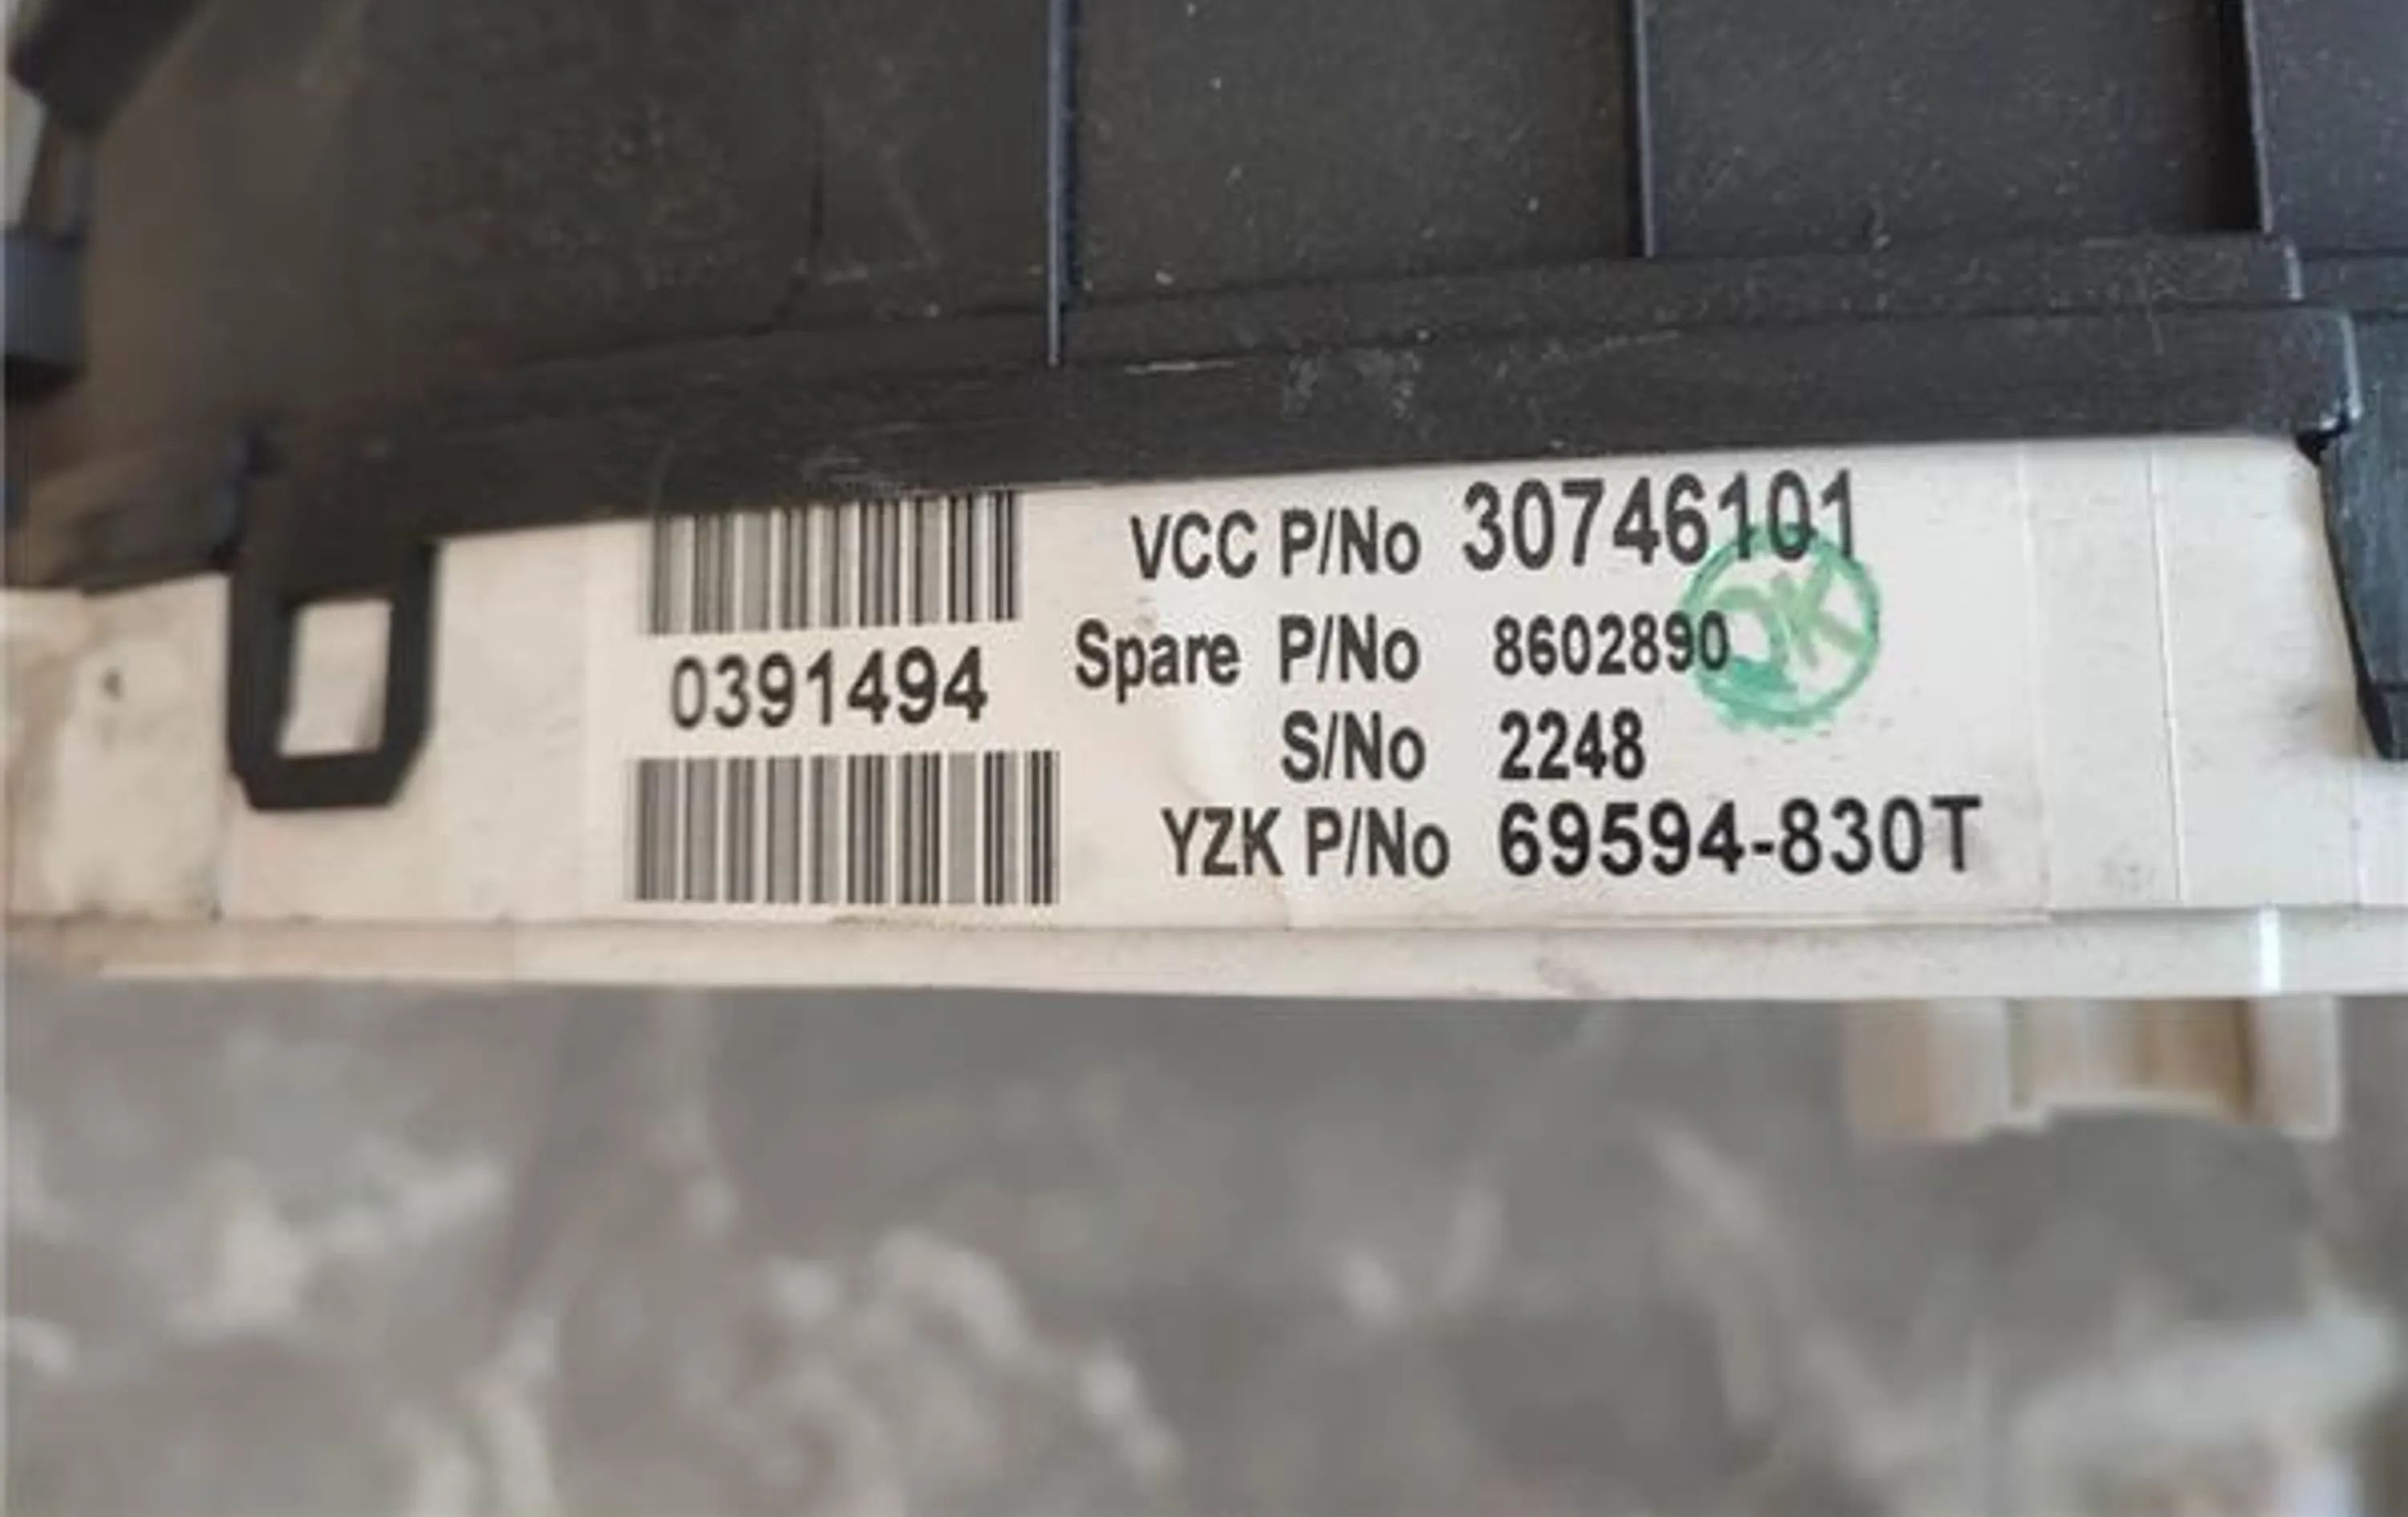 VCC P/No 30746101
0391494
Spare P/No 8602890
OK
S/No 2248
YZK P/No 69594-830T